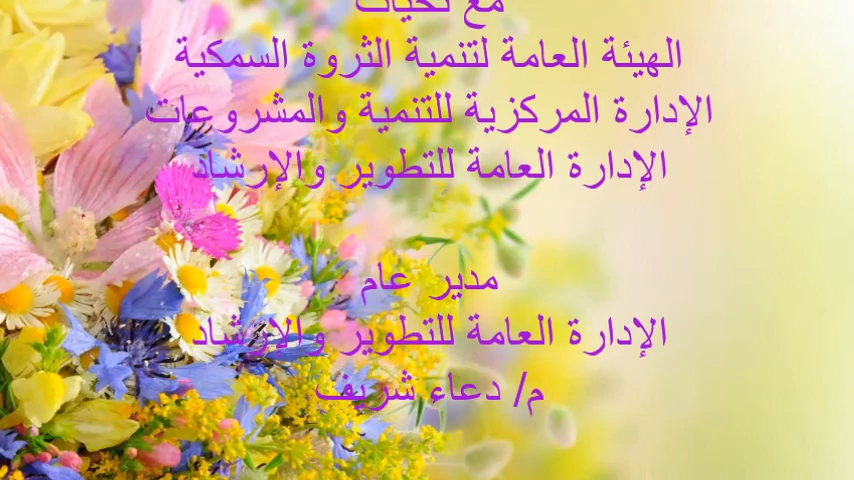 مع تحيات
الهيئة العامة لتنمية الثروة السمكية
الإدارة المركزية للتنمية والمشروعات
الإدارة العامة للتطوير والإرشاد
مدير عام
الإدارة العامة للتطوير والإرشاد
م/ دعاء شريف